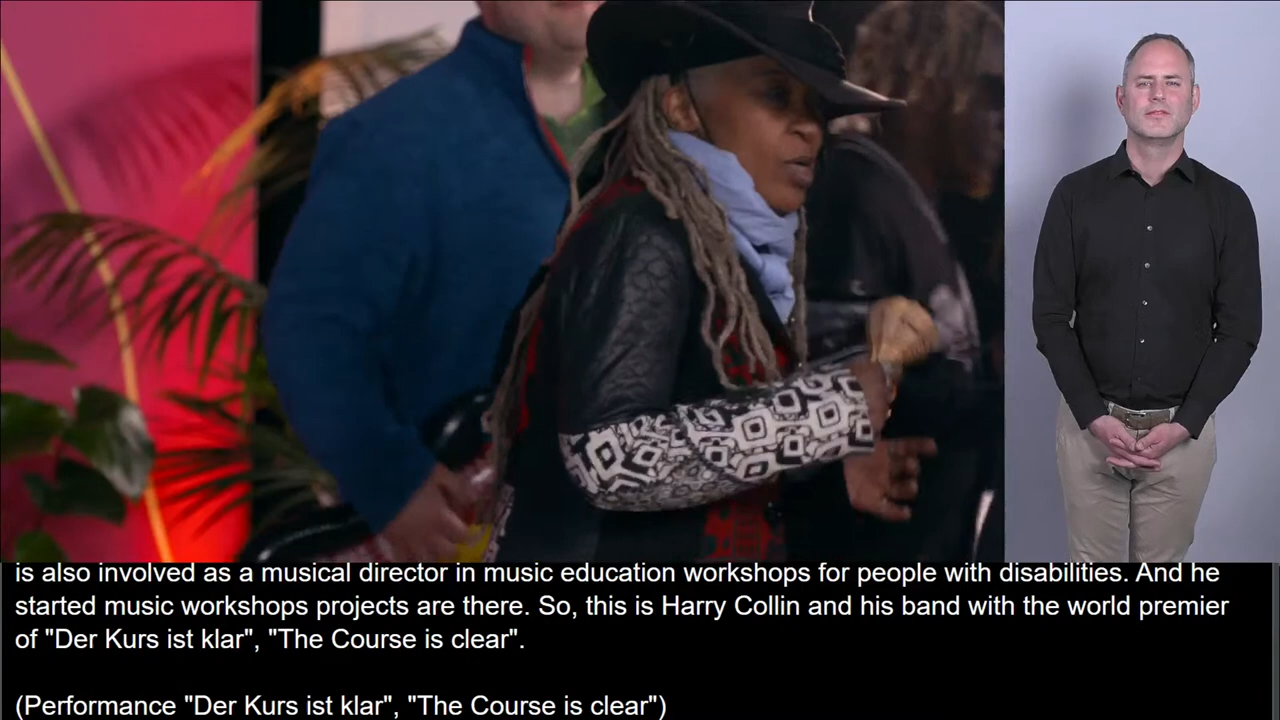 is also involved as a musical director in music education workshops for people with disabilities. And he
started music workshops projects are there. So, this is Harry Collin and his band with the world premier
of "Der Kurs ist klar", "The Course is clear".
(Performance "Der Kurs ist klar", "The Course is clear")